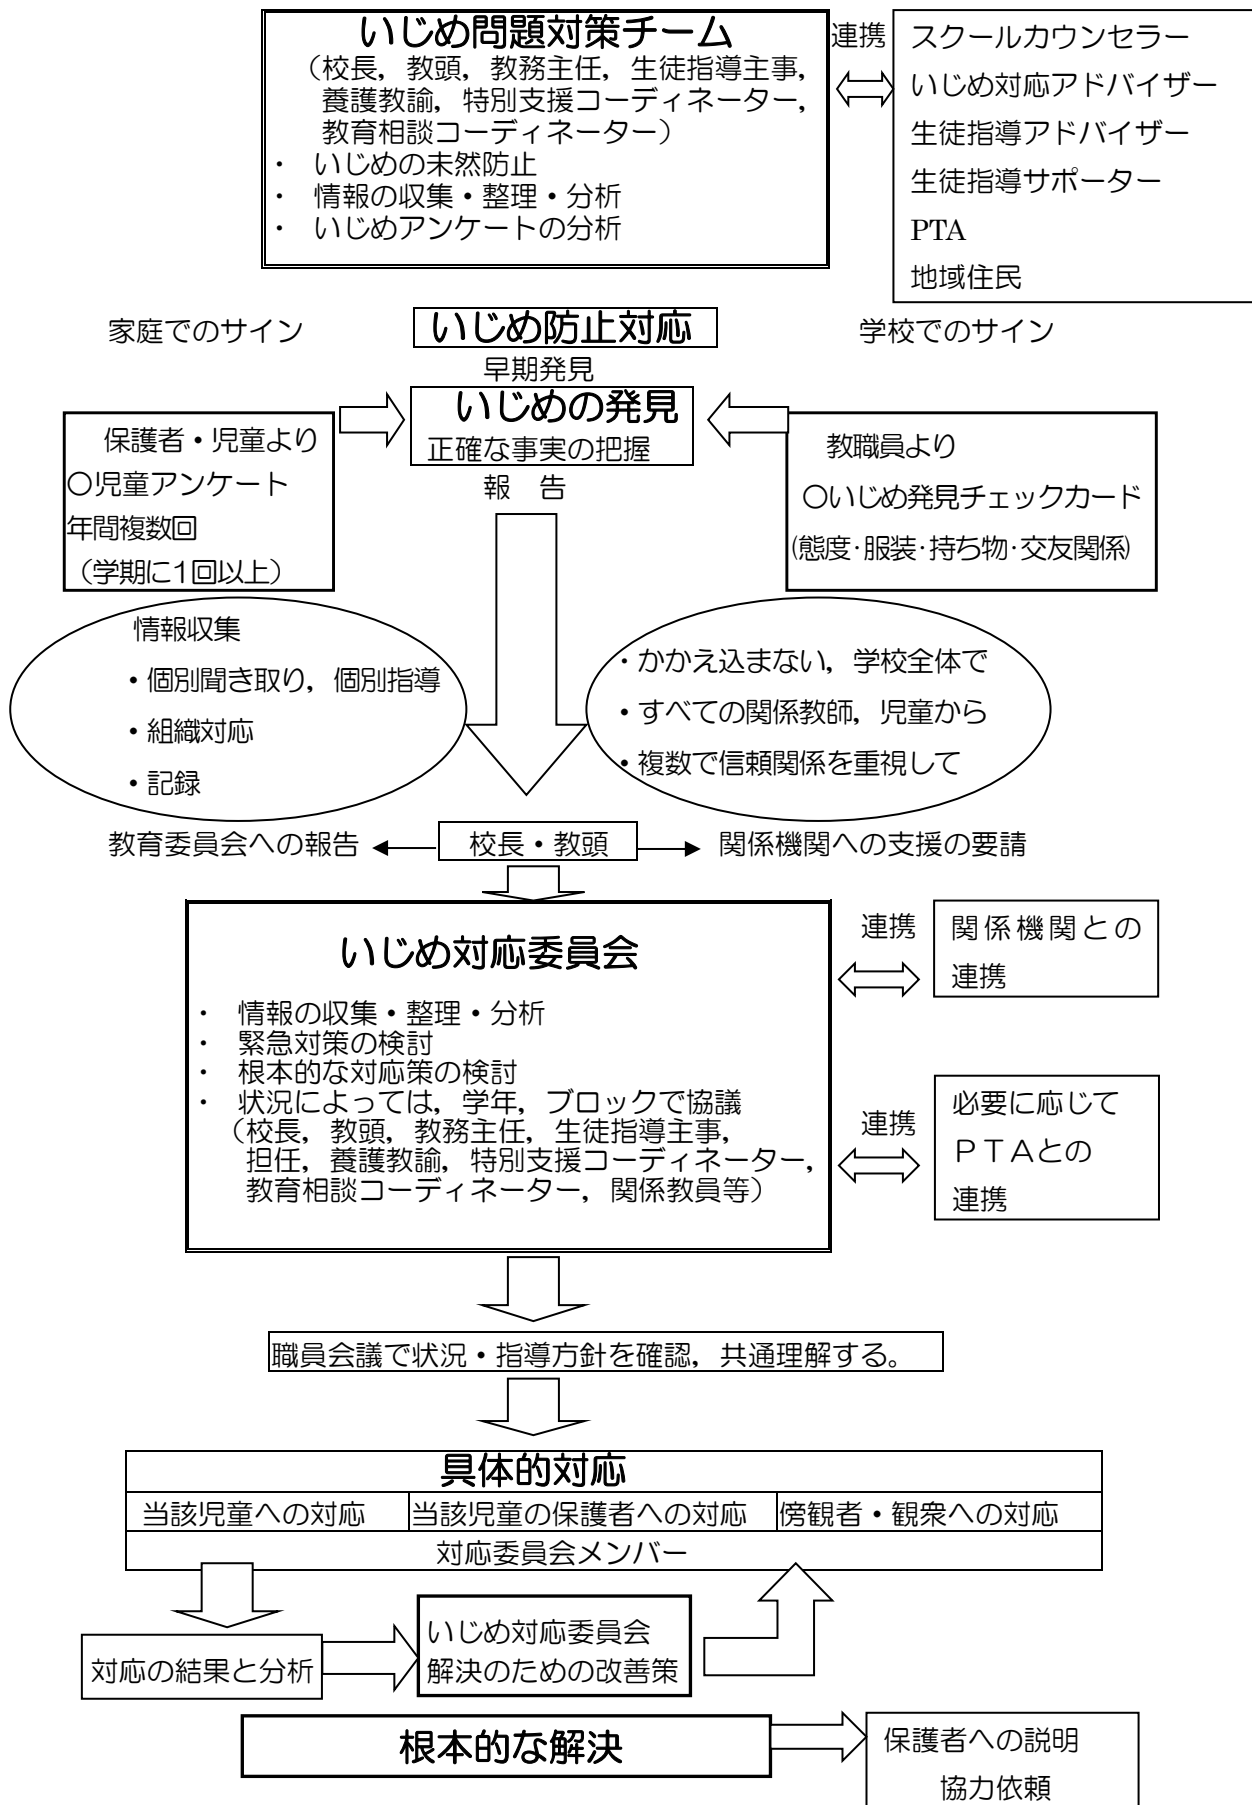 いじめ問題対策チーム
（校長，教頭，教務主任，生徒指導主事，
養護教諭，特別支援コーディネーター，
教育相談コーディネーター）
・ いじめの未然防止
・ 情報の収集・整理・分析
・ いじめアンケートの分析
連携
スクールカウンセラー
いじめ対応アドバイザー
生徒指導アドバイザー
生徒指導サポーター
PTA
地域住民
家庭でのサイン
いじめ防止対応
学校でのサイン
早期発見
いじめの発見
正確な事実の把握
報 告
保護者・児童より
〇児童アンケート
年間複数回
（学期に1回以上）
教職員より
〇いじめ発見チェックカード
(態度･服装･持ち物･交友関係)
情報収集
・個別聞き取り，個別指導
・組織対応
・記録
・かかえ込まない，学校全体で
・すべての関係教師，児童から
・複数で信頼関係を重視して
教育委員会への報告
校長・教頭
関係機関への支援の要請
いじめ対応委員会
・ 情報の収集・整理・分析
・ 緊急対策の検討
・ 根本的な対応策の検討
・ 状況によっては，学年，ブロックで協議
（校長，教頭，教務主任，生徒指導主事，
担任，養護教諭，特別支援コーディネーター，
教育相談コーディネーター，関係教員等）
連携
関係機関との
連携
連携
必要に応じて
ＰＴＡとの
連携
職員会議で状況・指導方針を確認，共通理解する。
具体的対応
当該児童への対応
当該児童の保護者への対応
傍観者・観衆への対応
対応委員会メンバー
対応の結果と分析
いじめ対応委員会
解決のための改善策
根本的な解決
保護者への説明
協力依頼